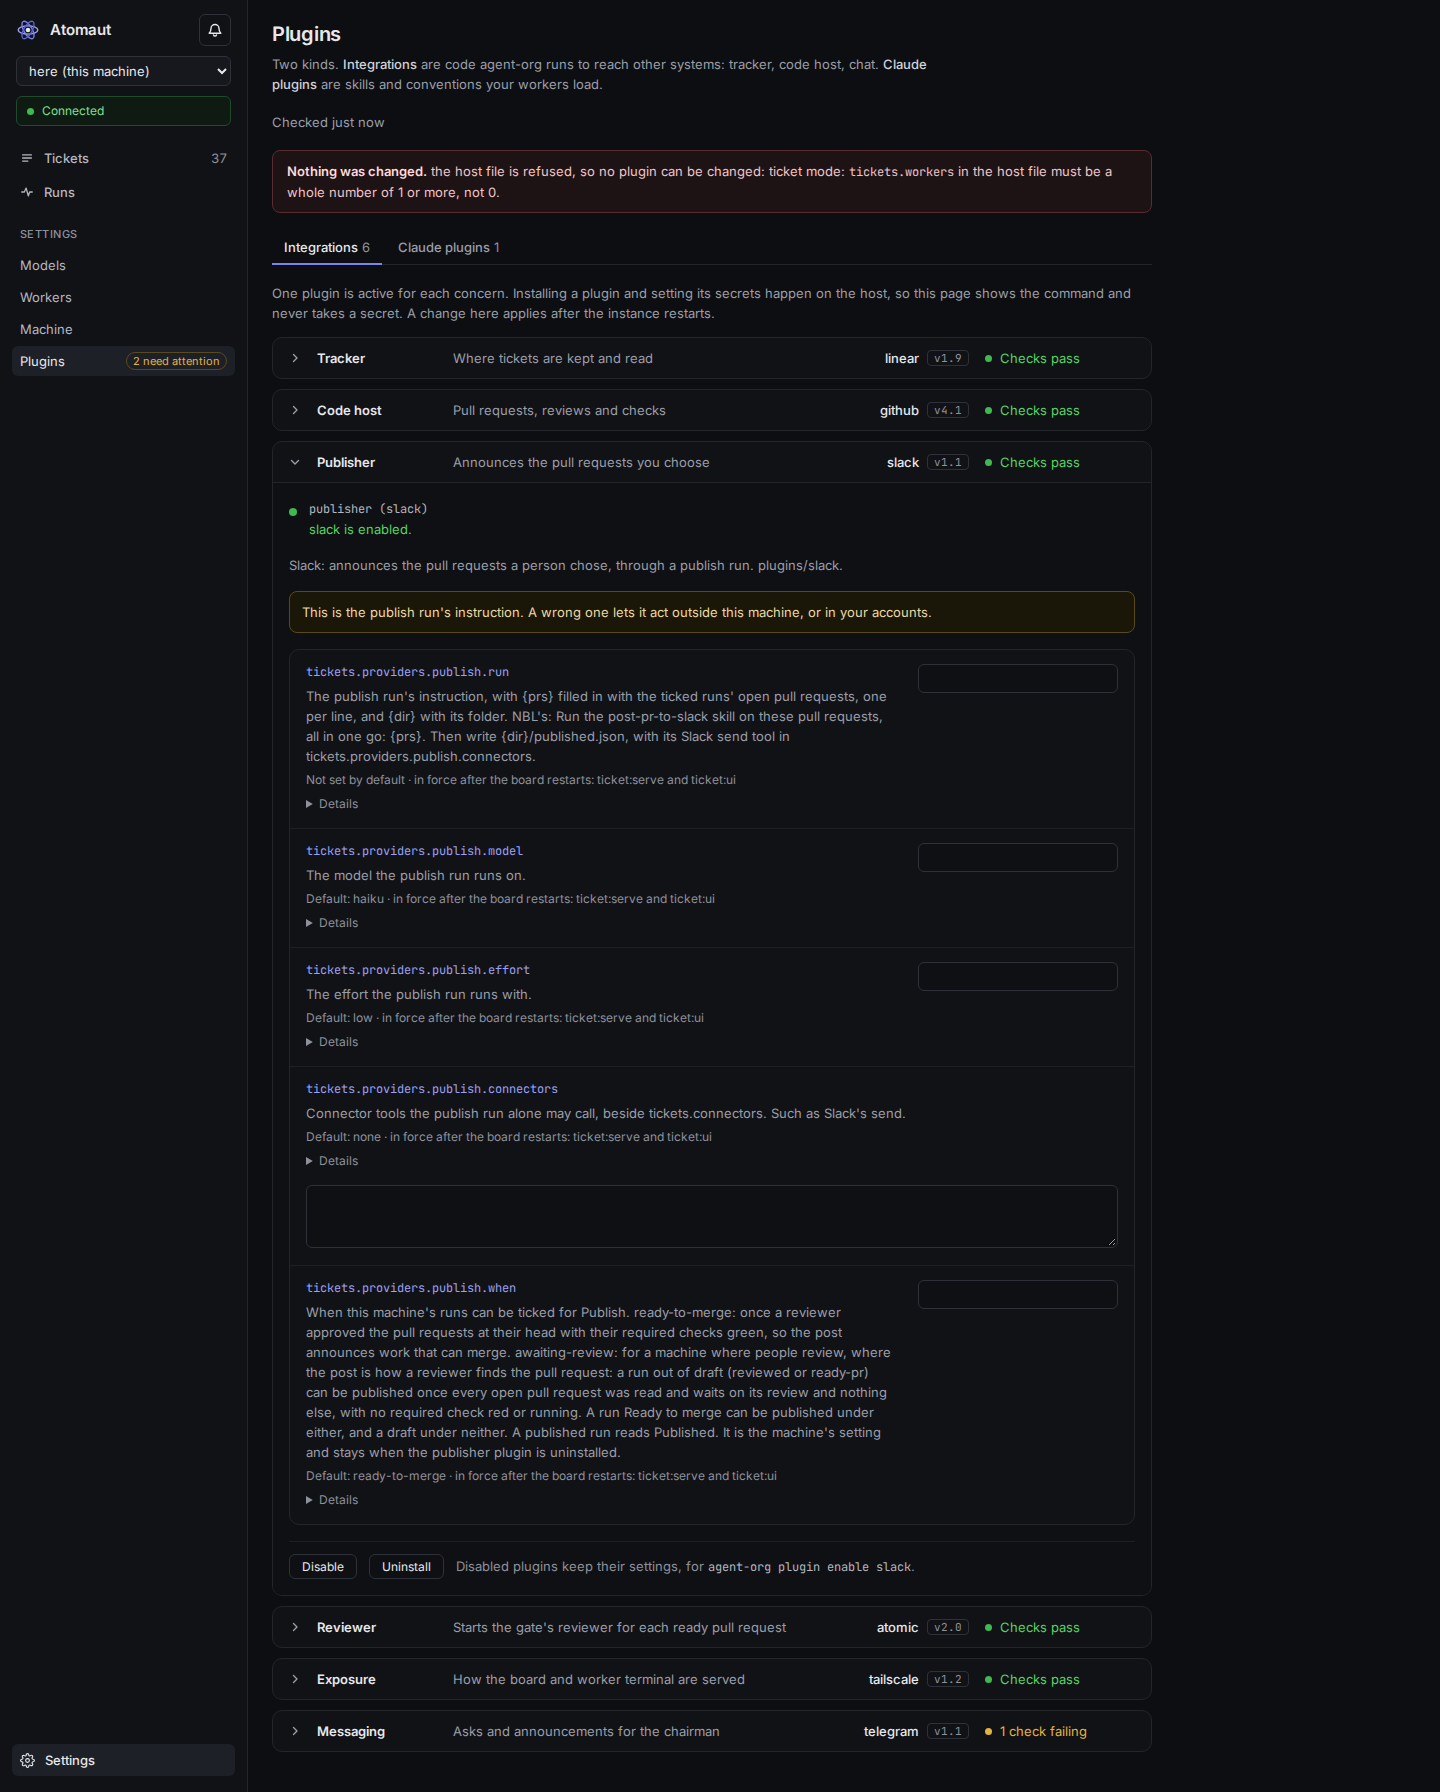 Atomaut
here (this machine)
Connected
Tickets 37
Runs
SETTINGS
Models
Workers
Machine
Plugins 2 need attention
Settings
Plugins
Two kinds. Integrations are code agent-org runs to reach other systems: tracker, code host, chat. Claude
plugins are skills and conventions your workers load.
Checked just now
Nothing was changed. the host file is refused, so no plugin can be changed: ticket mode: tickets.workers in the host file must be a
whole number of 1 or more, not 0.
Integrations 6 Claude plugins 1
One plugin is active for each concern. Installing a plugin and setting its secrets happen on the host, so this page shows the command and
never takes a secret. A change here applies after the instance restarts.
Tracker Where tickets are kept and read linear v1.9 Checks pass
Code host Pull requests, reviews and checks github v4.1 Checks pass
Publisher Announces the pull requests you choose slack v1.1 Checks pass
publisher (slack)
slack is enabled.
Slack: announces the pull requests a person chose, through a publish run. plugins/slack.
This is the publish run's instruction. A wrong one lets it act outside this machine, or in your accounts.
tickets.providers.publish.run
The publish run's instruction, with {prs} filled in with the ticked runs' open pull requests, one
per line, and {dir} with its folder. NBL's: Run the post-pr-to-slack skill on these pull requests,
all in one go: {prs}. Then write {dir}/published.json, with its Slack send tool in
tickets.providers.publish.connectors.
Not set by default · in force after the board restarts: ticket:serve and ticket:ui
Details
tickets.providers.publish.model
The model the publish run runs on.
Default: haiku · in force after the board restarts: ticket:serve and ticket:ui
Details
tickets.providers.publish.effort
The effort the publish run runs with.
Default: low · in force after the board restarts: ticket:serve and ticket:ui
Details
tickets.providers.publish.connectors
Connector tools the publish run alone may call, beside tickets.connectors. Such as Slack's send.
Default: none · in force after the board restarts: ticket:serve and ticket:ui
Details
tickets.providers.publish.when
When this machine's runs can be ticked for Publish. ready-to-merge: once a reviewer
approved the pull requests at their head with their required checks green, so the post
announces work that can merge. awaiting-review: for a machine where people review, where
the post is how a reviewer finds the pull request: a run out of draft (reviewed or ready-pr)
can be published once every open pull request was read and waits on its review and nothing
else, with no required check red or running. A run Ready to merge can be published under
either, and a draft under neither. A published run reads Published. It is the machine's setting
and stays when the publisher plugin is uninstalled.
Default: ready-to-merge · in force after the board restarts: ticket:serve and ticket:ui
Details
Disable Uninstall Disabled plugins keep their settings, for agent-org plugin enable slack.
Reviewer Starts the gate's reviewer for each ready pull request atomic v2.0 Checks pass
Exposure How the board and worker terminal are served tailscale v1.2 Checks pass
Messaging Asks and announcements for the chairman telegram v1.1 1 check failing